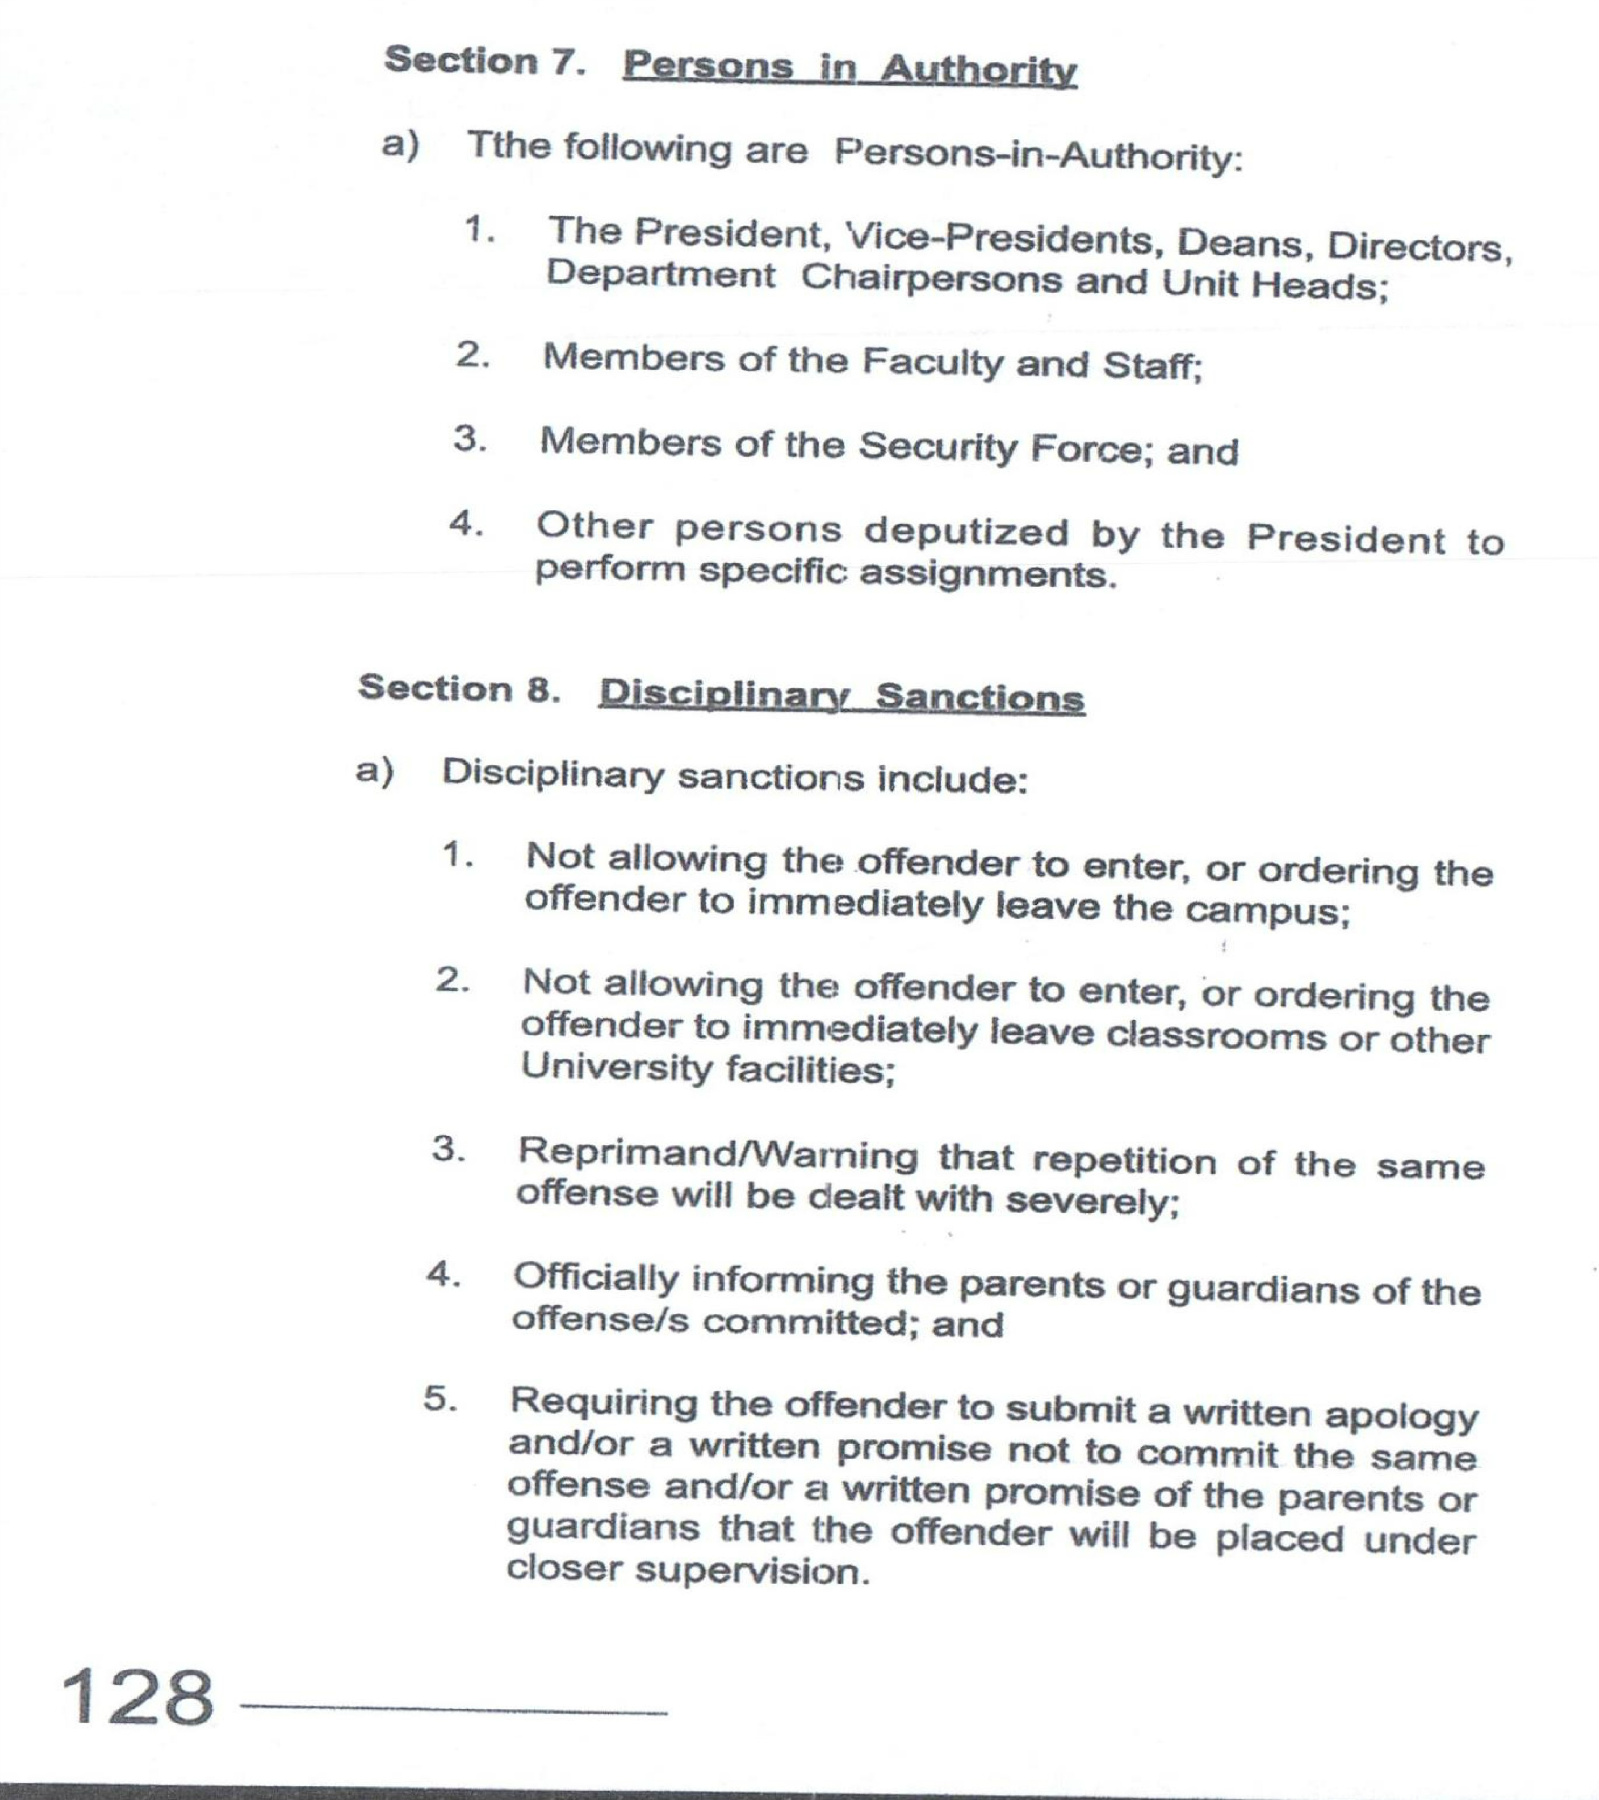 Section 7. Persons in Authority
a) Tthe following are Persons-in-Authority:
1. The President, Vice-Presidents, Deans, Directors,
Department Chairpersons and Unit Heads;
2. Members of the Faculty and Staff;
3. Members of the Security Force; and
4. Other persons deputized by the President to
perform specific assignments.
Section 8. Disciplinary Sanctions
a) Disciplinary sanctions include:
1. Not allowing the offender to enter, or ordering the
offender to immediately leave the campus;
2. Not allowing the offender to enter, or ordering the
offender to immediately leave classrooms or other
University facilities;
3. Reprimand/Warning that repetition of the same
offense will be dealt with severely;
4. Officially informing the parents or guardians of the
offense/s committed; and
5. Requiring the offender to submit a written apology
and/or a written promise not to commit the same
offense and/or a written promise of the parents or
guardians that the offender will be placed under
closer supervision.
128